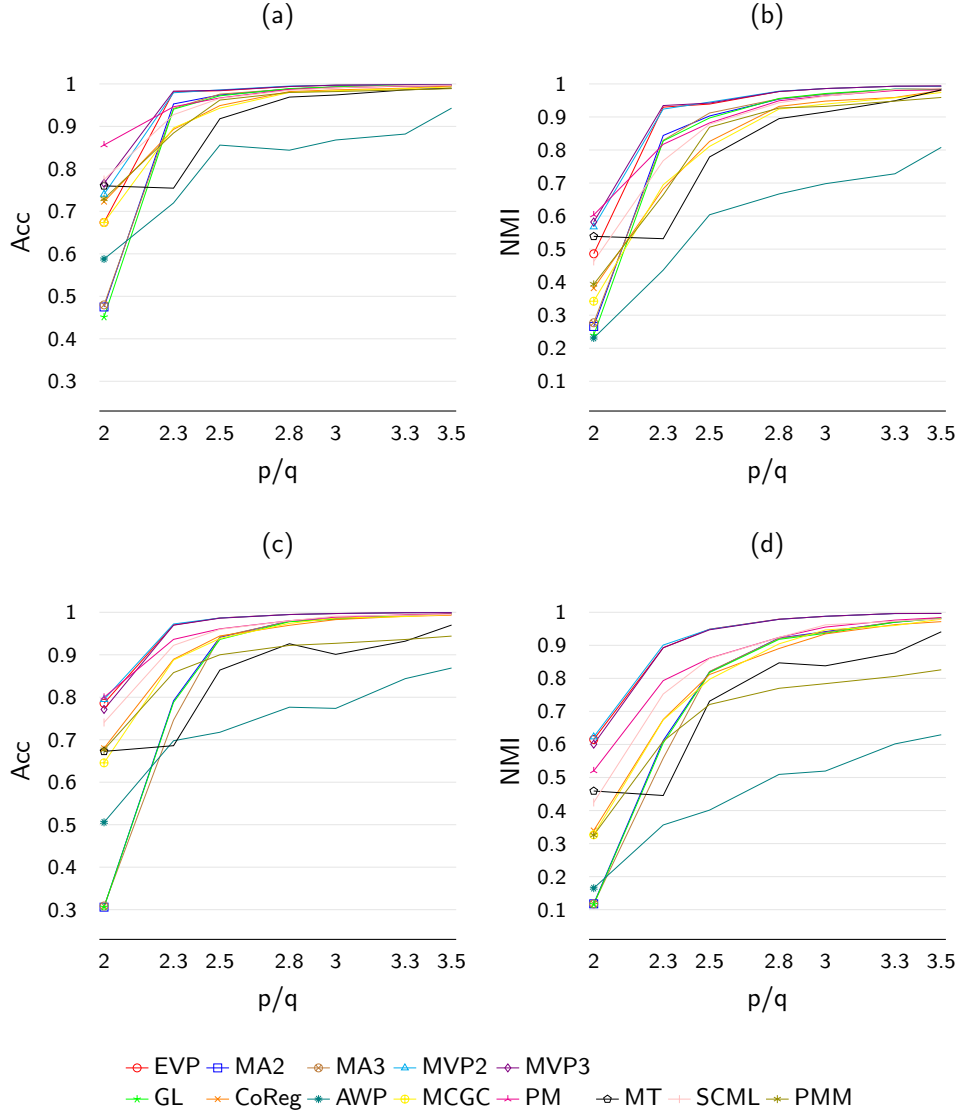 (a) (b)
1 1
0.9 0.9
0.8 0.8
0.7 0.7
0.6 0.6
0.5 0.5
0.4 0.4
0.3 0.3
0.2
0.1
Acc NMI
2 2.3 2.5 2.8 3 3.3 3.5 2 2.3 2.5 2.8 3 3.3 3.5
p/q p/q
(c) (d)
1 1
0.9 0.9
0.8 0.8
0.7 0.7
0.6 0.6
0.5 0.5
0.4 0.4
0.3 0.3
0.2
0.1
Acc NMI
2 2.3 2.5 2.8 3 3.3 3.5 2 2.3 2.5 2.8 3 3.3 3.5
p/q p/q
EVP MA2 MA3 MVP2 MVP3
GL CoReg AWP MCGC PM MT SCML PMM